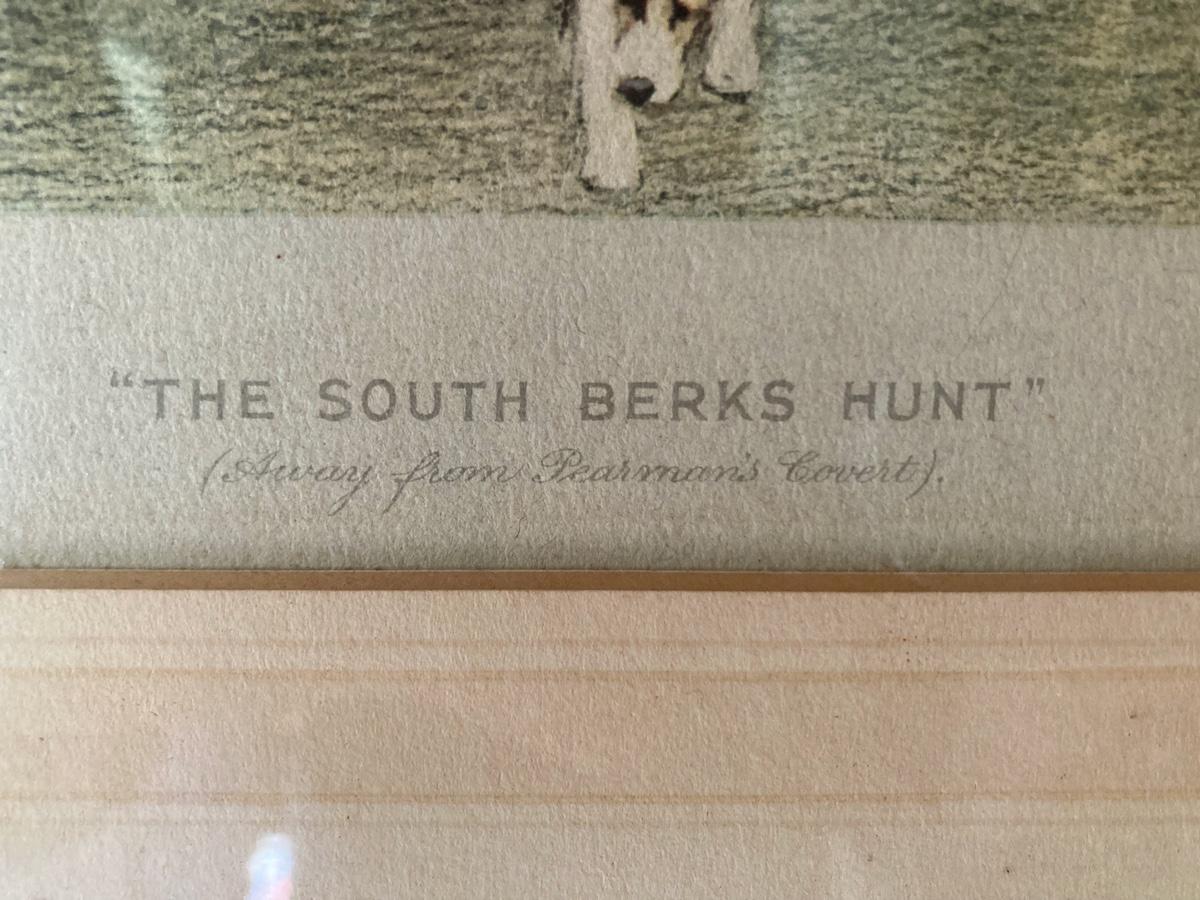 “THE SOUTH BERKS HUNT”
(Away from Pearman's Covert).